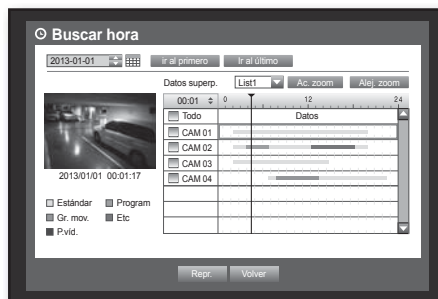 Buscar hora
2013-01-01 ir al primero Ir al último
Datos superp. List1 Ac. zoom Alej. zoom
00:01 0 12 24
Todo Datos
CAM 01
CAM 02
CAM 03
CAM 04
2013/01/01 00:01:17
Estándar Program
Gr. mov. Etc
P.víd.
Repr. Volver